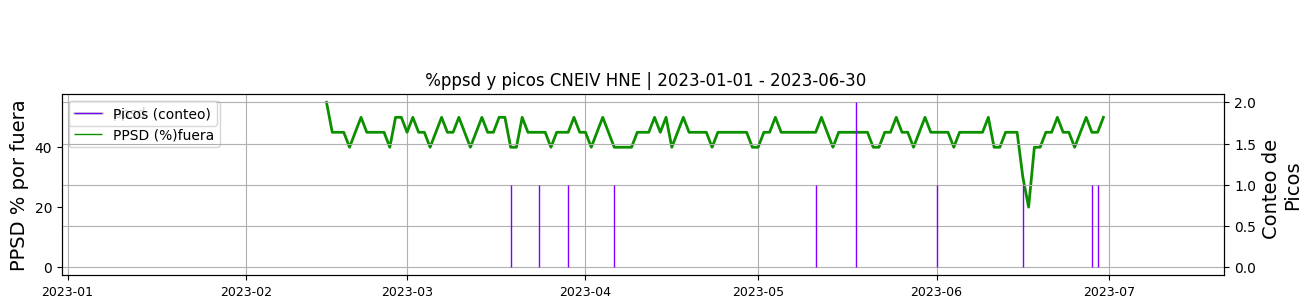 %ppsd y picos CNEIV HNE | 2023-01-01 - 2023-06-30
Picos (conteo)
PPSD (%)fuera
PPSD % por fuera
40
20
0
Conteo de
Picos
2.0
1.5
1.0
0.5
0.0
2023-01
2023-02
2023-03
2023-04
2023-05
2023-06
2023-07